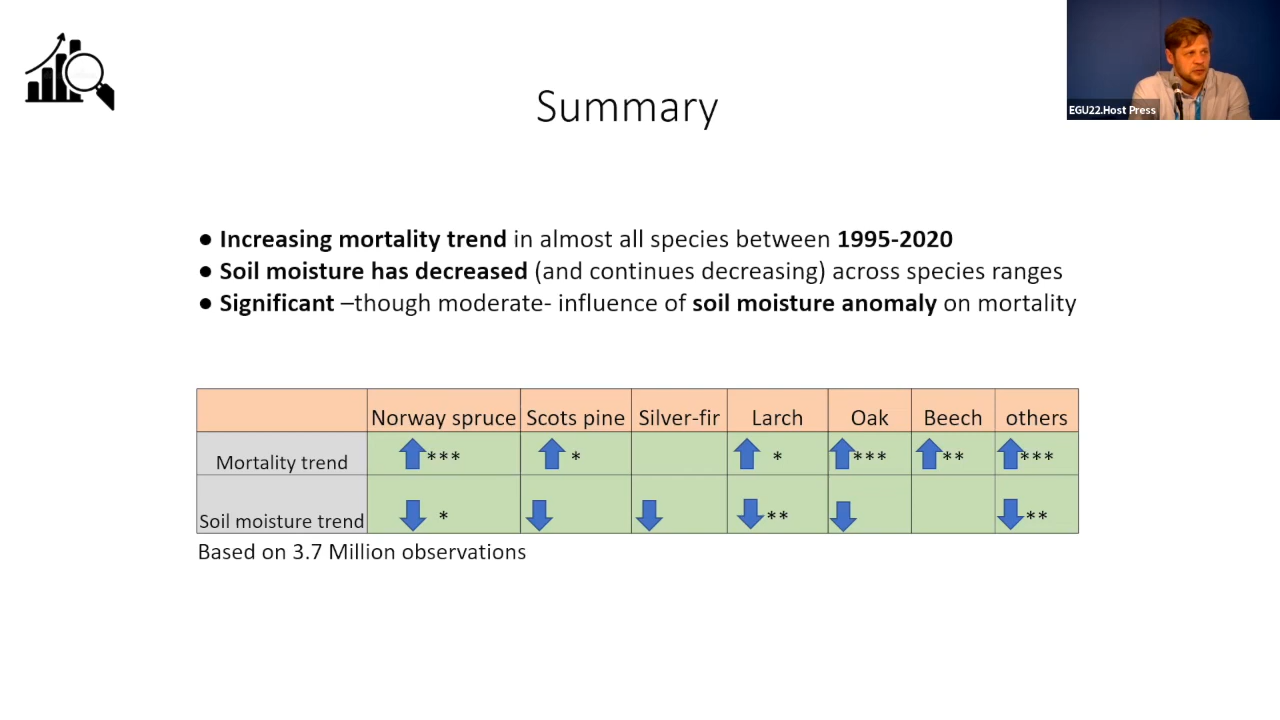 EGU22.Host Press
Summary
● Increasing mortality trend in almost all species between 1995-2020
● Soil moisture has decreased (and continues decreasing) across species ranges
● Significant –though moderate- influence of soil moisture anomaly on mortality
Norway spruce Scots pine Silver-fir Larch Oak Beech others
Mortality trend *** * * *** ** ***
Soil moisture trend * ** **
Based on 3.7 Million observations